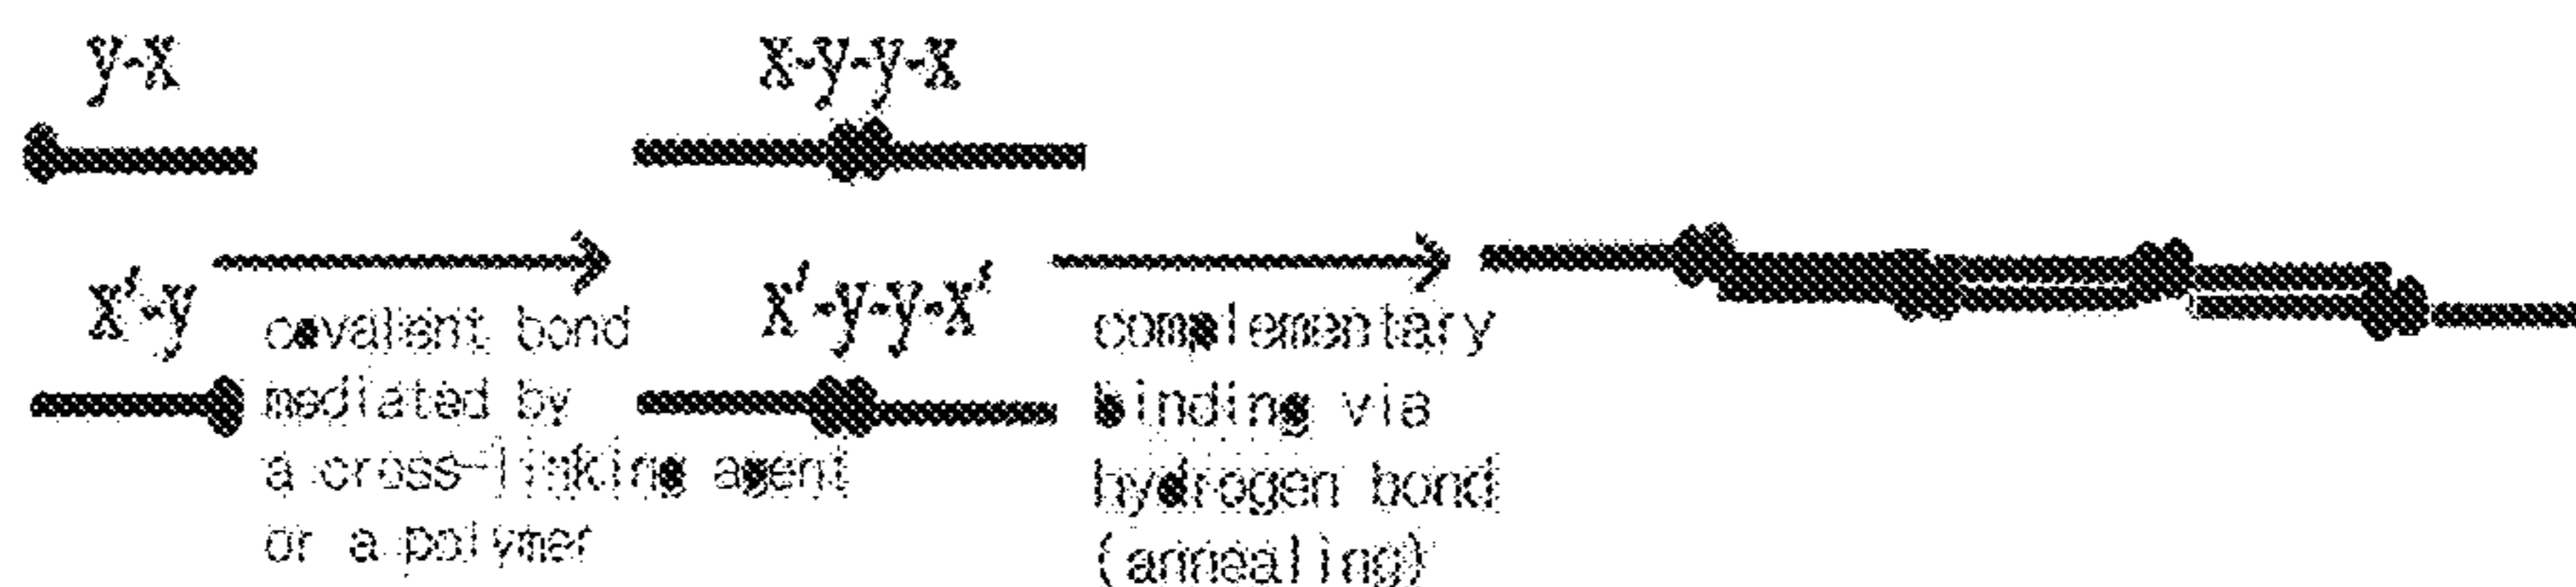 y-x
x-y-y-x
x'-y
x'-y-y-x'
covalent bond
mediated by
a cross-linking agent
or a polymer
complementary
binding via
hydrogen bond
(annealing)